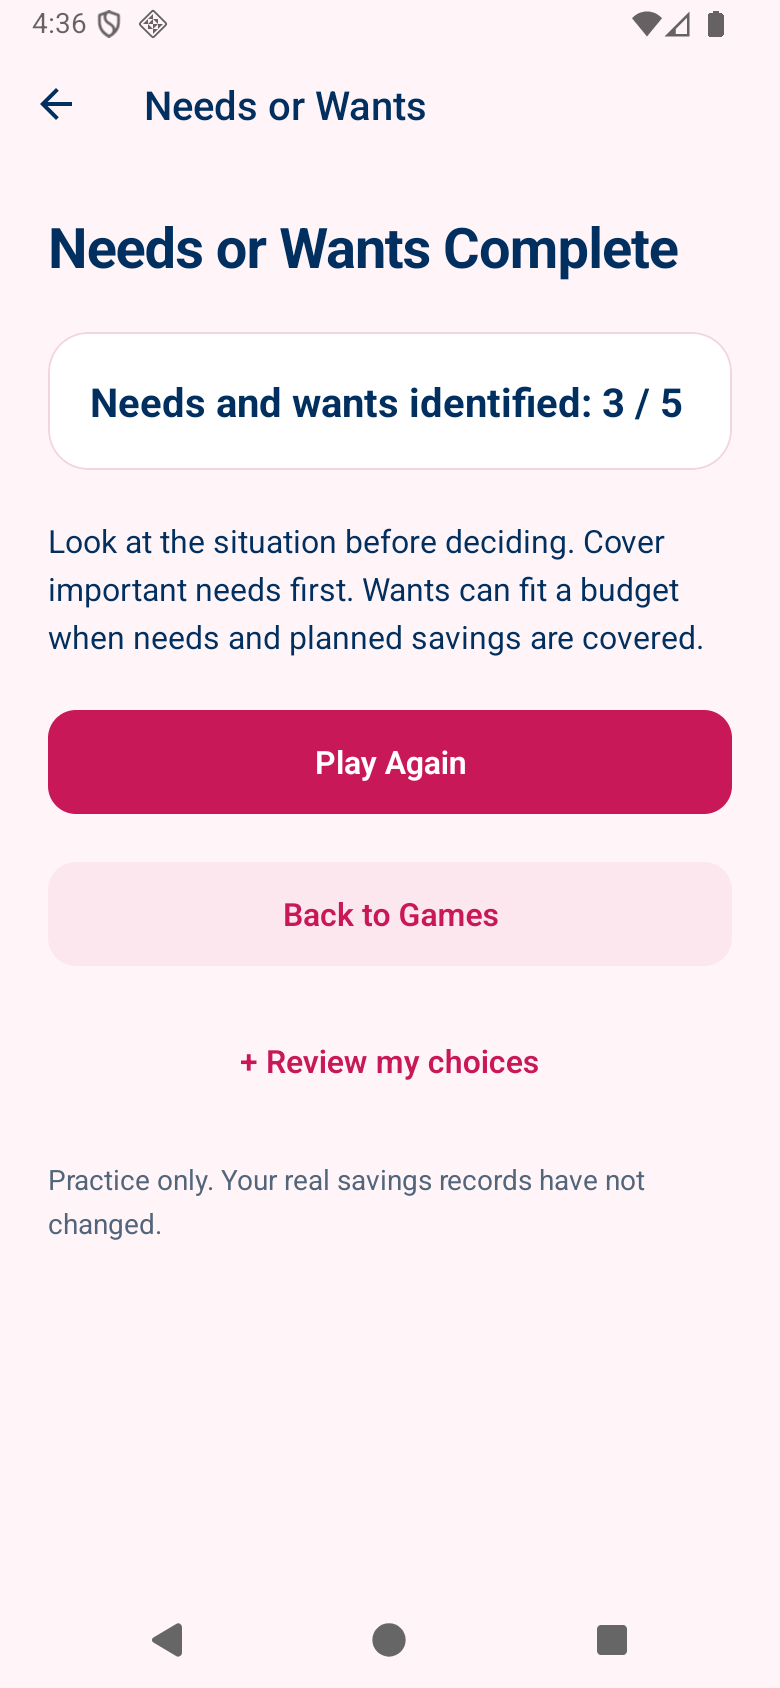 4:36
Needs or Wants
Needs or Wants Complete
Needs and wants identified: 3 / 5
Look at the situation before deciding. Cover
important needs first. Wants can fit a budget
when needs and planned savings are covered.
Play Again
Back to Games
+ Review my choices
Practice only. Your real savings records have not
changed.